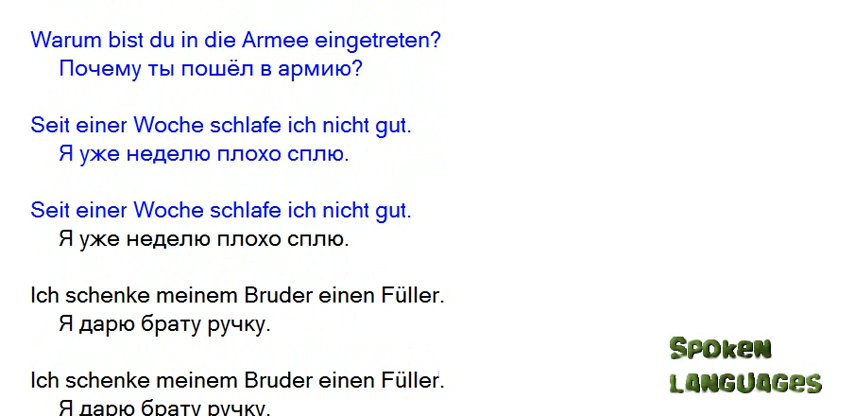 Warum bist du in die Armee eingetreten?
Почему ты пошёл в армию?
Seit einer Woche schlafe ich nicht gut.
Я уже неделю плохо сплю.
Seit einer Woche schlafe ich nicht gut.
Я уже неделю плохо сплю.
Ich schenke meinem Bruder einen Füller.
Я дарю брату ручку.
Ich schenke meinem Bruder einen Füller.
Я дарю брату ручку.
Spoken
Languages